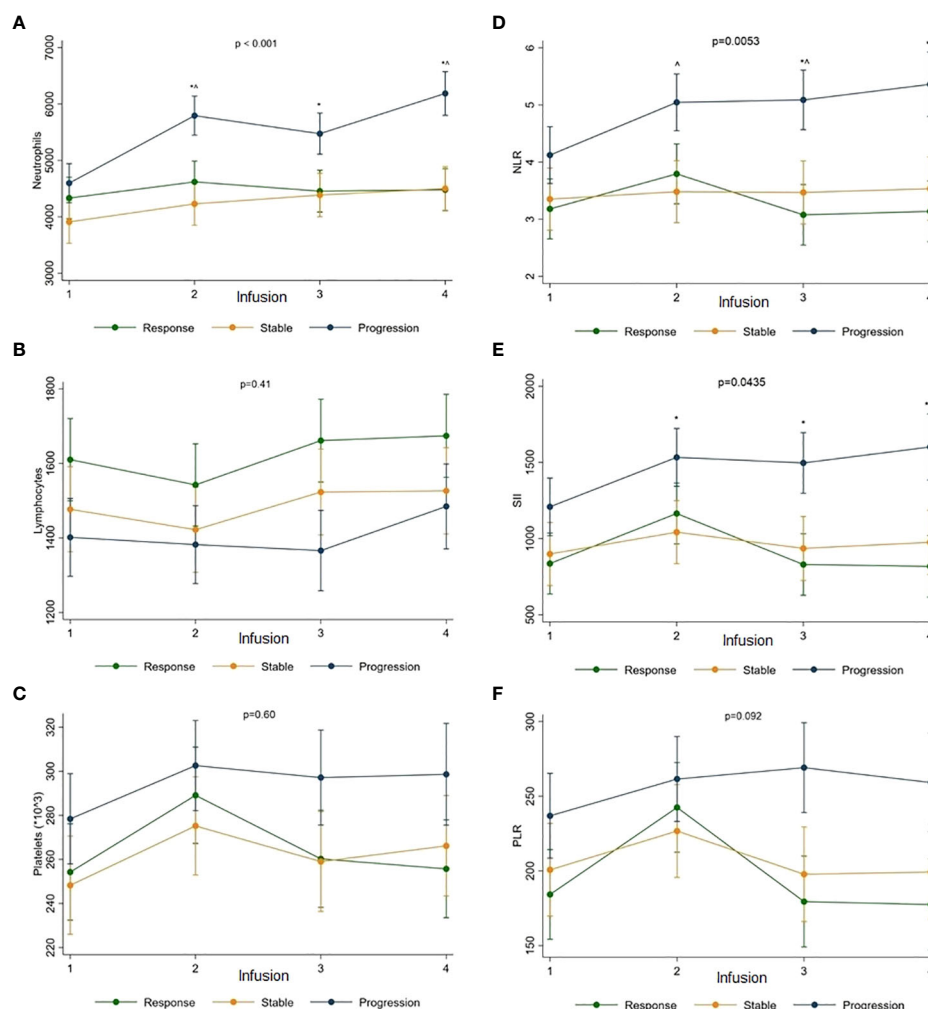 A
p < 0.001
7000
6000
5000
4000
3000
Neutrophils
*^
*
*^
1 2 3 4
Infusion
Response Stable Progression
B
p=0.41
1800
1600
1400
1200
Lymphocytes
1 2 3 4
Infusion
Response Stable Progression
C
p=0.60
320
300
280
260
240
220
Platelets (*10^3)
1 2 3 4
Infusion
Response Stable Progression
D
p=0.0053
6
5
4
3
2
NLR
^
*^
1 2 3
Infusion
Response Stable Progression
E
p=0.0435
2000
1500
1000
500
SII
*
*
1 2 3
Infusion
Response Stable Progression
F
p=0.092
300
250
200
150
PLR
1 2 3
Infusion
Response Stable Progression